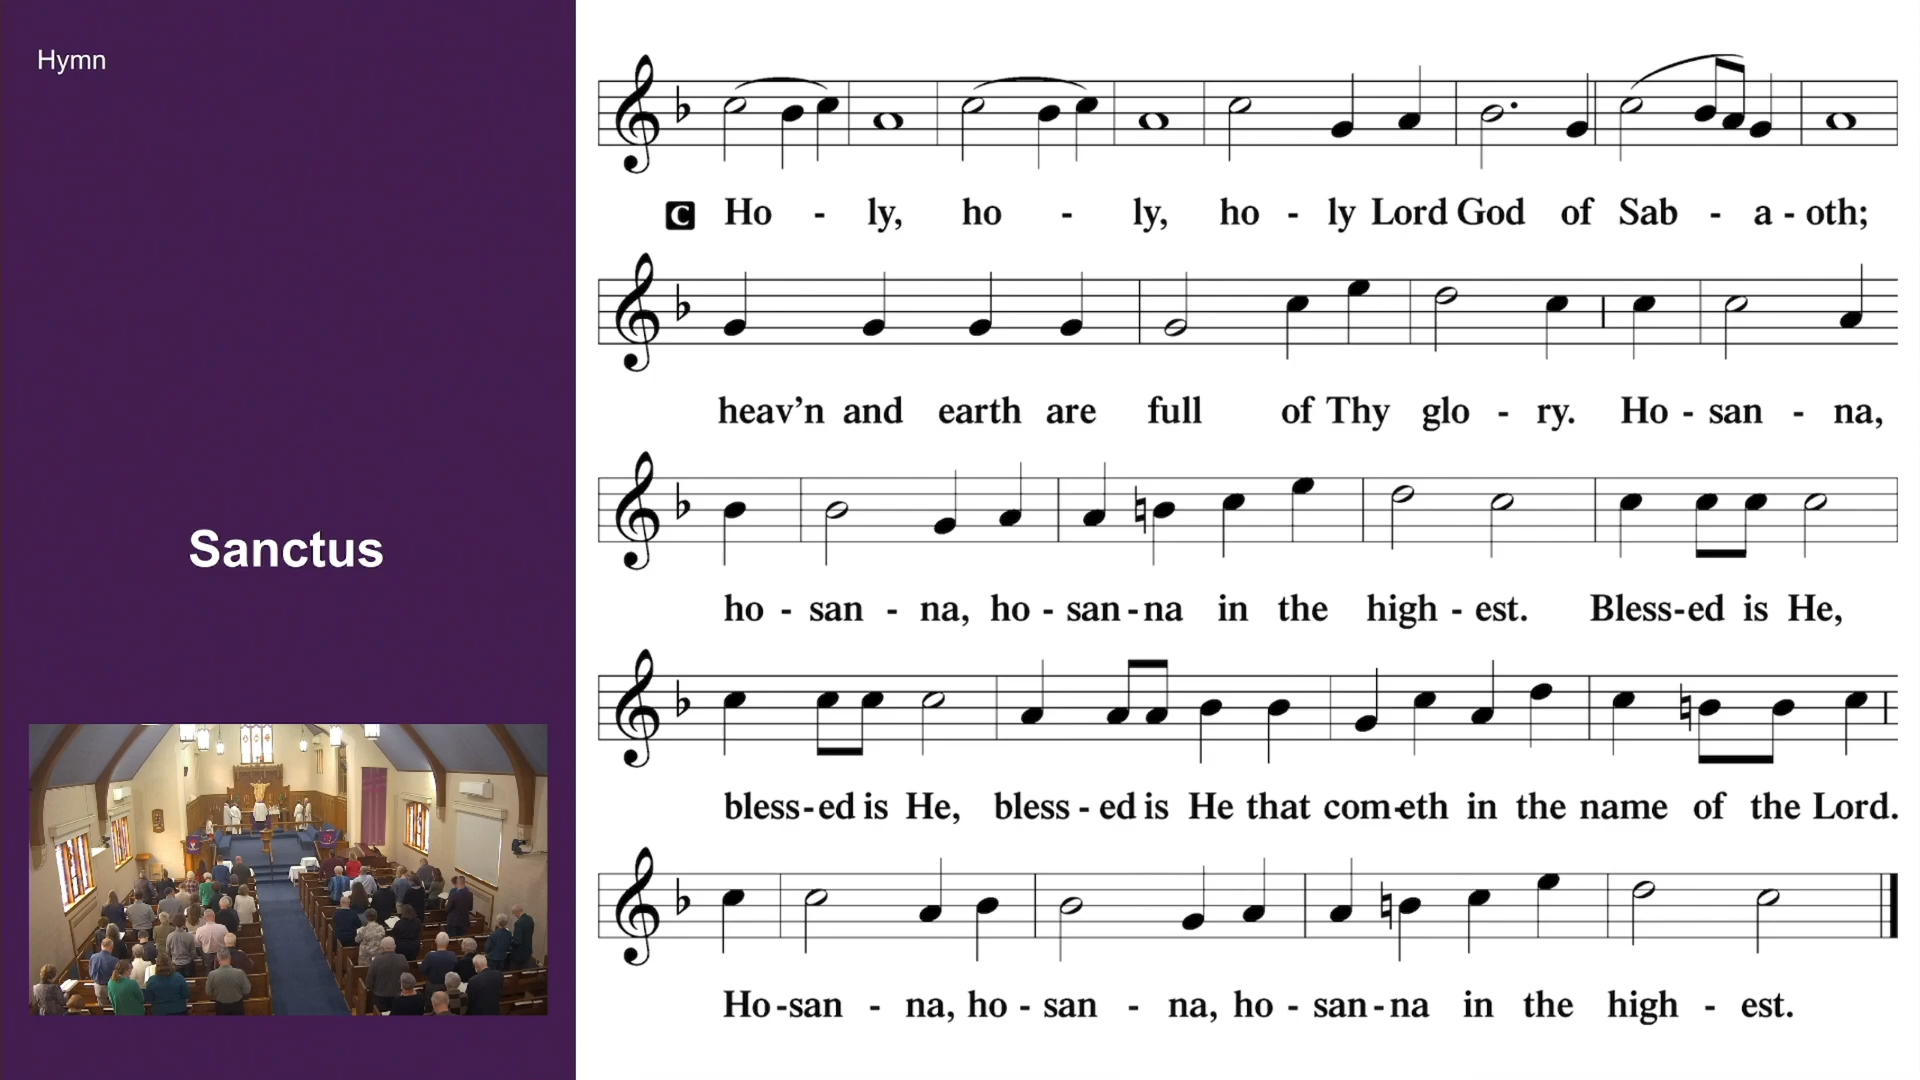 Hymn
Sanctus
C Ho - ly, ho - ly, ho - ly Lord God of Sab - a - oth;
heav’n and earth are full of Thy glo - ry. Ho - san - na,
ho - san - na, ho - san - na in the high - est. Bless - ed is He,
bless - ed is He, bless - ed is He that com - eth in the name of the Lord.
Ho - san - na, ho - san - na, ho - san - na in the high - est.